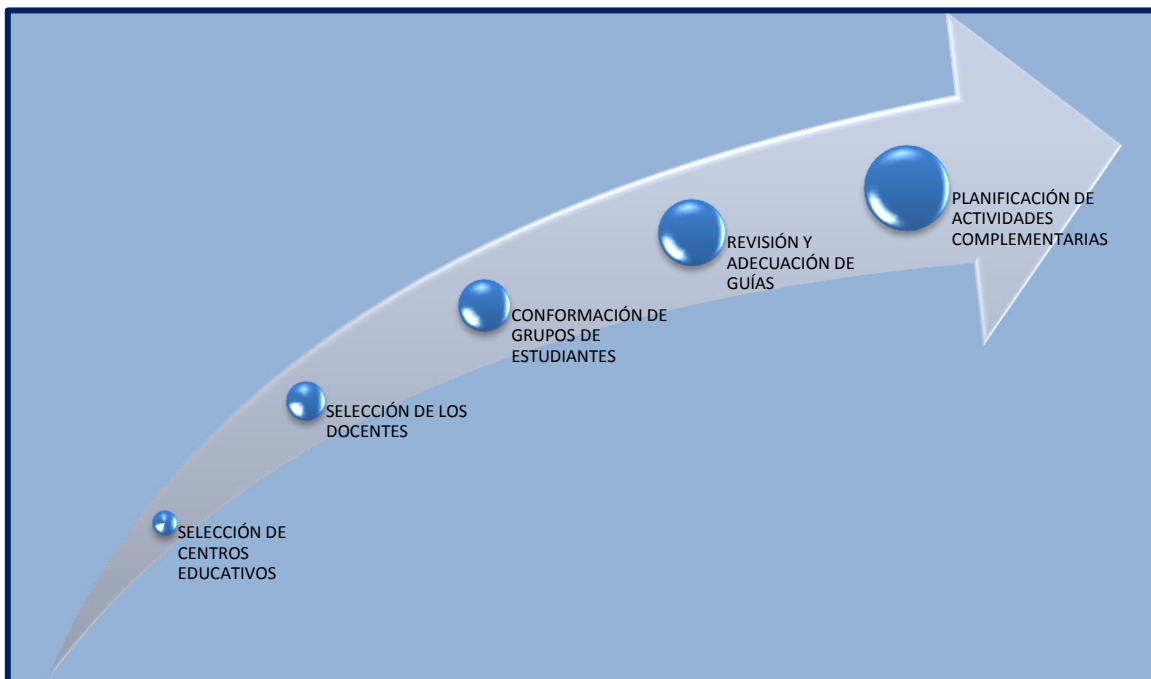 SELECCIÓN DE
CENTROS
EDUCATIVOS
SELECCIÓN DE LOS
DOCENTES
CONFORMACIÓN DE
GRUPOS DE
ESTUDIANTES
REVISIÓN Y
ADECUACIÓN DE
GUÍAS
PLANIFICACIÓN DE
ACTIVIDADES
COMPLEMENTARIAS